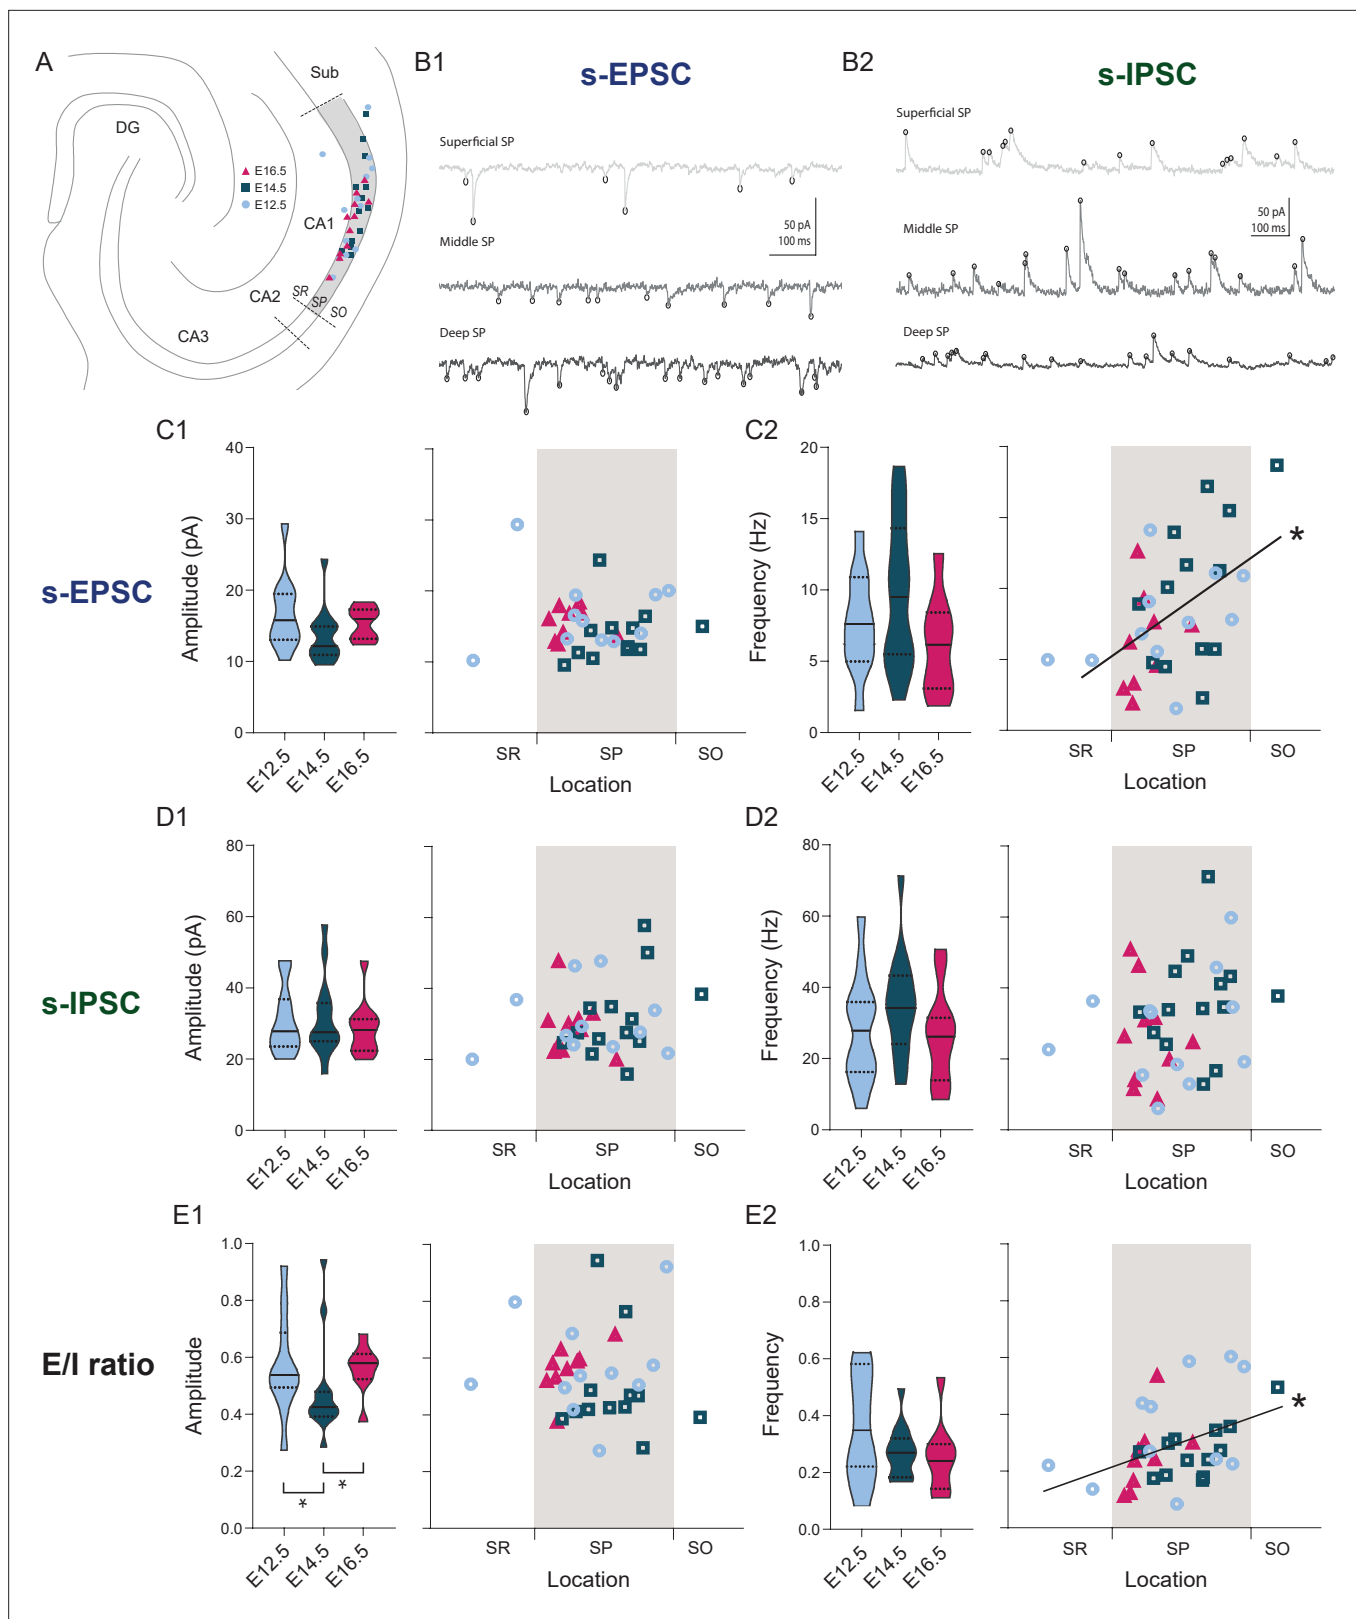 A
Sub
DG
E16.5
E14.5
E12.5
CA1
CA2
SR
SP
SO
CA3
B1
s-EPSC
Superficial SP
50 pA
100 ms
Middle SP
Deep SP
B2
s-IPSC
Superficial SP
50 pA
100 ms
Middle SP
Deep SP
s-EPSC
C1
Amplitude (pA)
40
30
20
10
0
E12.5
E14.5
E16.5
SR
SP
SO
Location
C2
Frequency (Hz)
20
15
10
5
0
E12.5
E14.5
E16.5
*
SR
SP
SO
Location
s-IPSC
D1
Amplitude (pA)
80
60
40
20
0
E12.5
E14.5
E16.5
SR
SP
SO
Location
D2
Frequency (Hz)
80
60
40
20
0
E12.5
E14.5
E16.5
SR
SP
SO
Location
E/I ratio
E1
Amplitude
1.0
0.8
0.6
0.4
0.2
0.0
*
*
E12.5
E14.5
E16.5
SR
SP
SO
Location
E2
Frequency
1.0
0.8
0.6
0.4
0.2
0.0
E12.5
E14.5
E16.5
*
SR
SP
SO
Location